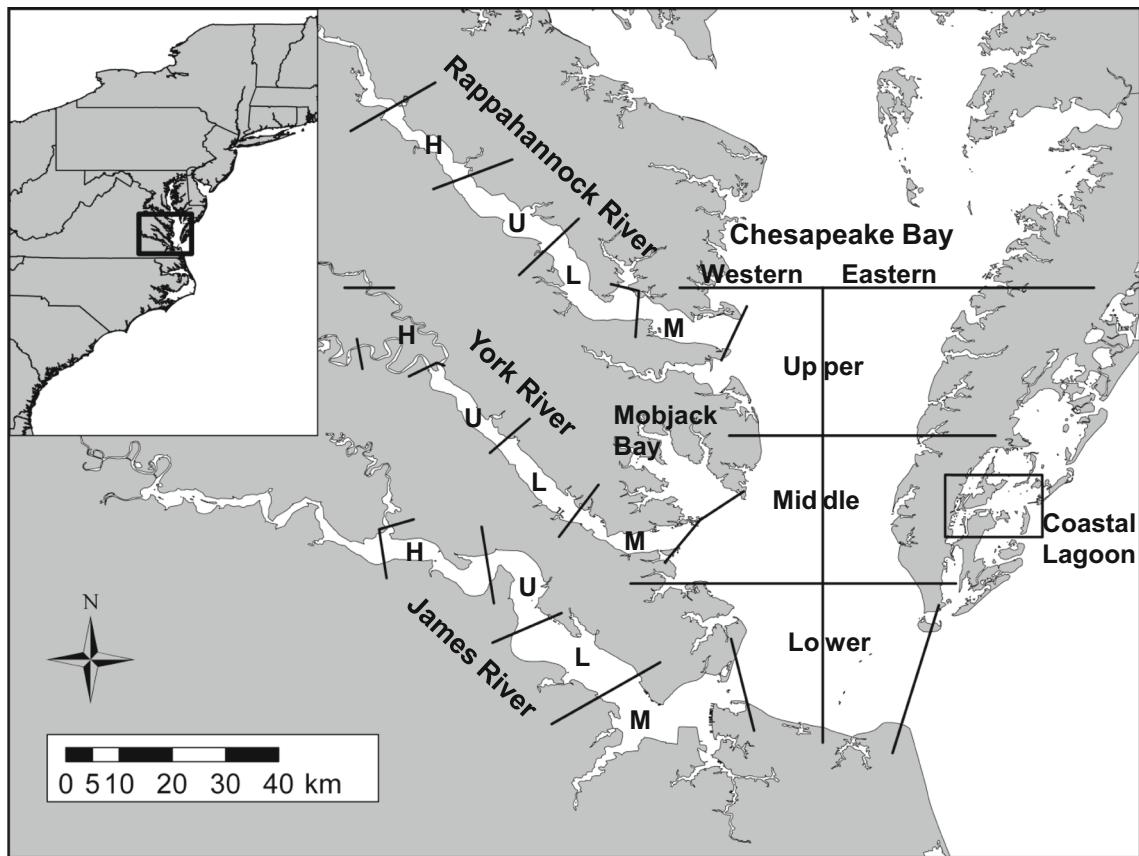 Rappahannock River
H
U
L
M
Chesapeake Bay
Western Eastern
Upper
Middle
Lower
York River
H
U
L
M
Mobjack
Bay
Coastal
Lagoon
James River
H
U
L
M
N
0 5 10 20 30 40 km